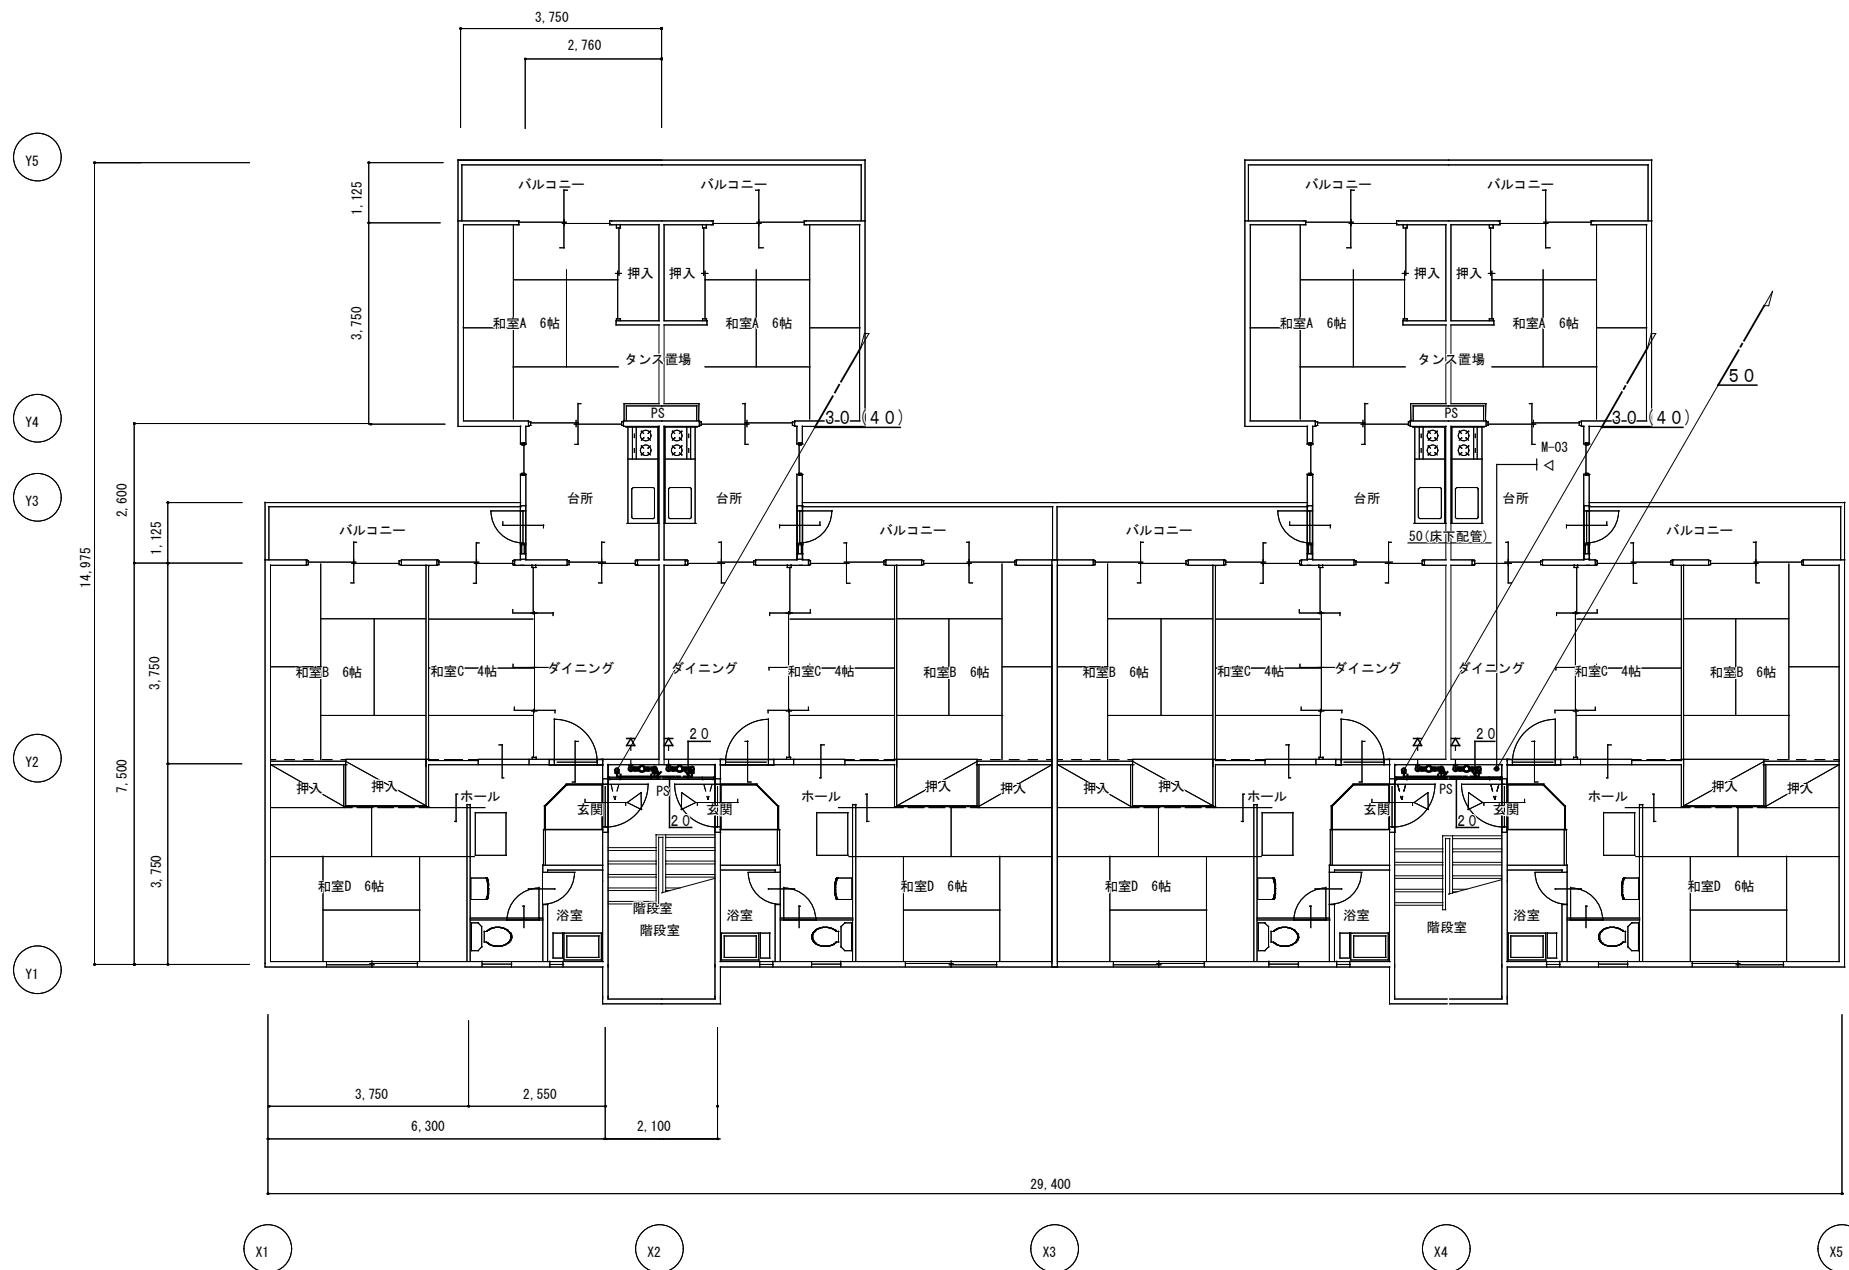 3,750
2,760
Y5
バルコニー バルコニー バルコニー バルコニー
1,125
押入 押入 押入 押入
和室A 6帖 和室A 6帖 和室A 6帖 和室A 6帖
3,750
タンス置場 タンス置場
50
PS PS
Y4
30(40) 30(40)
M-03
Y3
2,600
台所 台所 台所 台所
バルコニー バルコニー バルコニー バルコニー
50(床下配管)
1,125
14,975
和室B 6帖 和室C 4帖 ダイニング ダイニング 和室C 4帖 和室B 6帖 和室B 6帖 和室C 4帖 ダイニング ダイニング 和室C 4帖 和室B 6帖
3,750
20 20
Y2
7,500
押入 押入 PS 押入 押入 押入 押入 PS 押入 押入
ホール ホール ホール ホール
玄関 玄関 玄関 玄関
20 20
3,750
和室D 6帖 和室D 6帖 和室D 6帖 和室D 6帖
階段室
浴室 浴室 浴室 浴室
階段室 階段室
Y1
3,750 2,550
6,300 2,100
29,400
X1 X2 X3 X4 X5